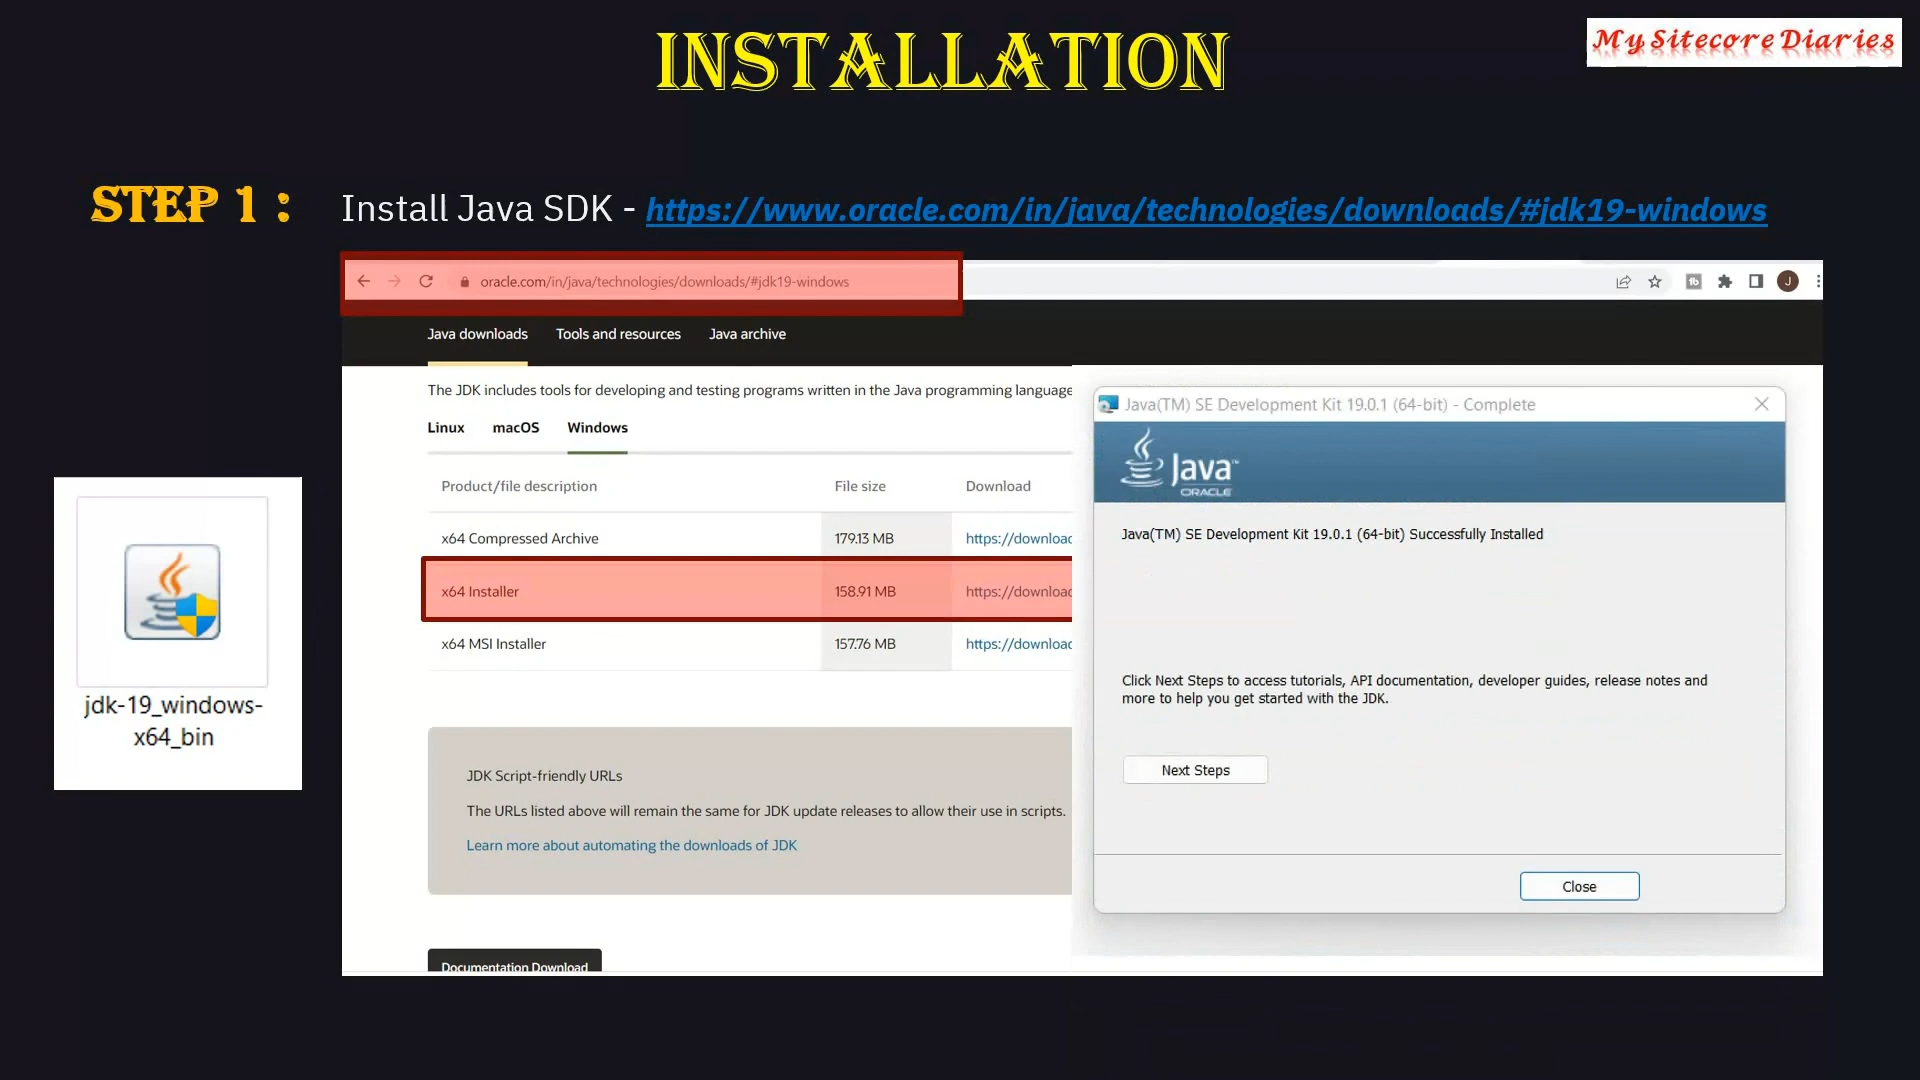 INSTALLATION
My Sitecore Diaries
STEP 1 :
Install Java SDK - https://www.oracle.com/in/java/technologies/downloads/#jdk19-windows
oracle.com/in/java/technologies/downloads/#jdk19-windows
J
Java downloads
Tools and resources
Java archive
The JDK includes tools for developing and testing programs written in the Java programming language
Linux
macOS
Windows
Product/file description
File size
Download
x64 Compressed Archive
179.13 MB
https://download
x64 Installer
158.91 MB
https://download
x64 MSI Installer
157.76 MB
https://download
JDK Script-friendly URLs
The URLs listed above will remain the same for JDK update releases to allow their use in scripts.
Learn more about automating the downloads of JDK
Documentation Download
jdk-19_windows-
x64_bin
Java(TM) SE Development Kit 19.0.1 (64-bit) - Complete
Java™
ORACLE
Java(TM) SE Development Kit 19.0.1 (64-bit) Successfully Installed
Click Next Steps to access tutorials, API documentation, developer guides, release notes and
more to help you get started with the JDK.
Next Steps
Close